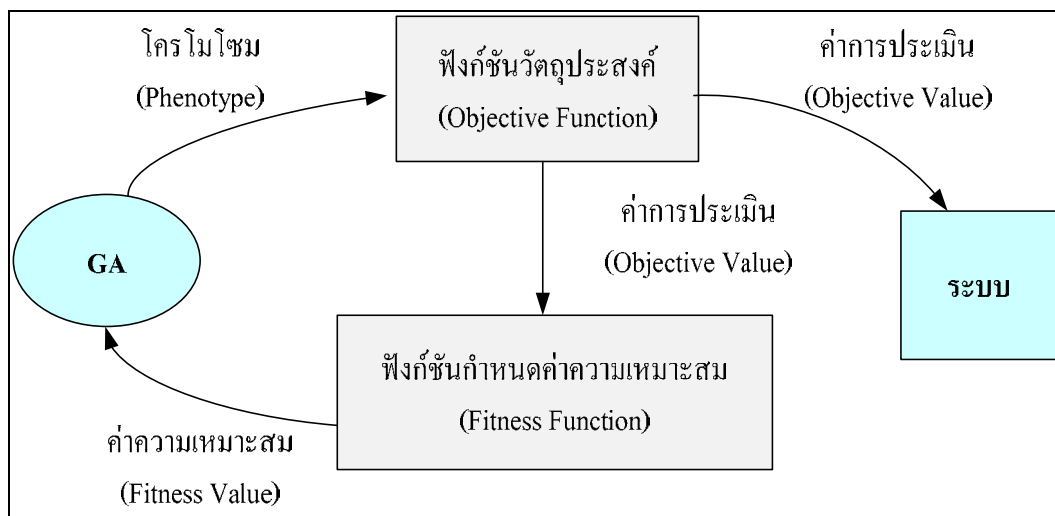 โครโมโซม
(Phenotype)
ฟังก์ชันวัตถุประสงค์
(Objective Function)
ค่าการประเมิน
(Objective Value)
ค่าการประเมิน
(Objective Value)
GA
ระบบ
ฟังก์ชันกำหนดค่าความเหมาะสม
(Fitness Function)
ค่าความเหมาะสม
(Fitness Value)